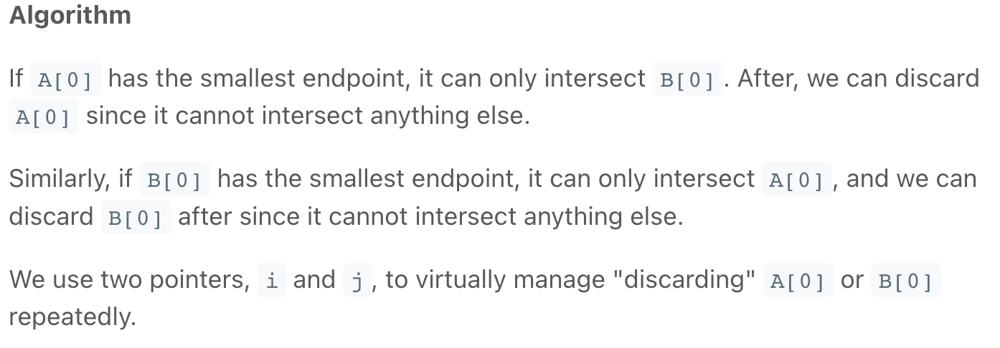 Algorithm
If A[0] has the smallest endpoint, it can only intersect B[0]. After, we can discard
A[0] since it cannot intersect anything else.
Similarly, if B[0] has the smallest endpoint, it can only intersect A[0], and we can
discard B[0] after since it cannot intersect anything else.
We use two pointers, i and j, to virtually manage "discarding" A[0] or B[0]
repeatedly.